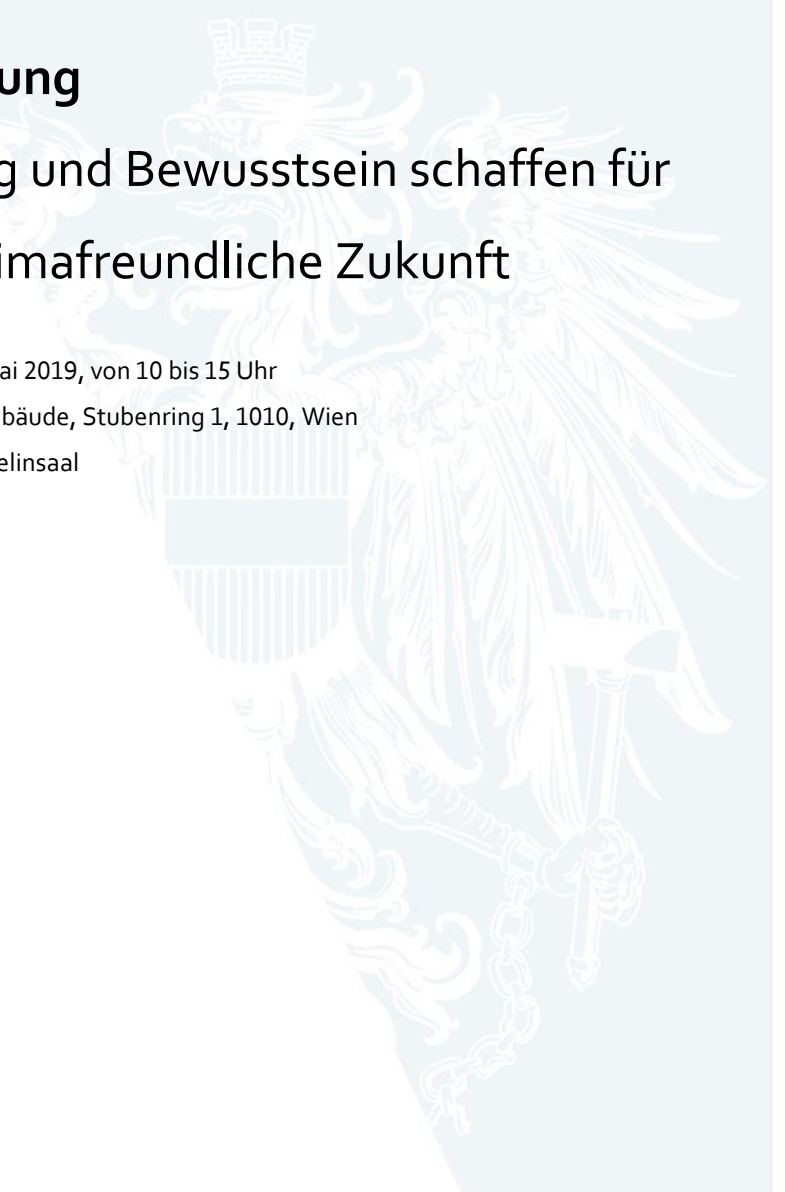 ung
g und Bewusstsein schaffen für
imafreundliche Zukunft
ai 2019, von 10 bis 15 Uhr
bäude, Stubenring 1, 1010, Wien
elinsaal